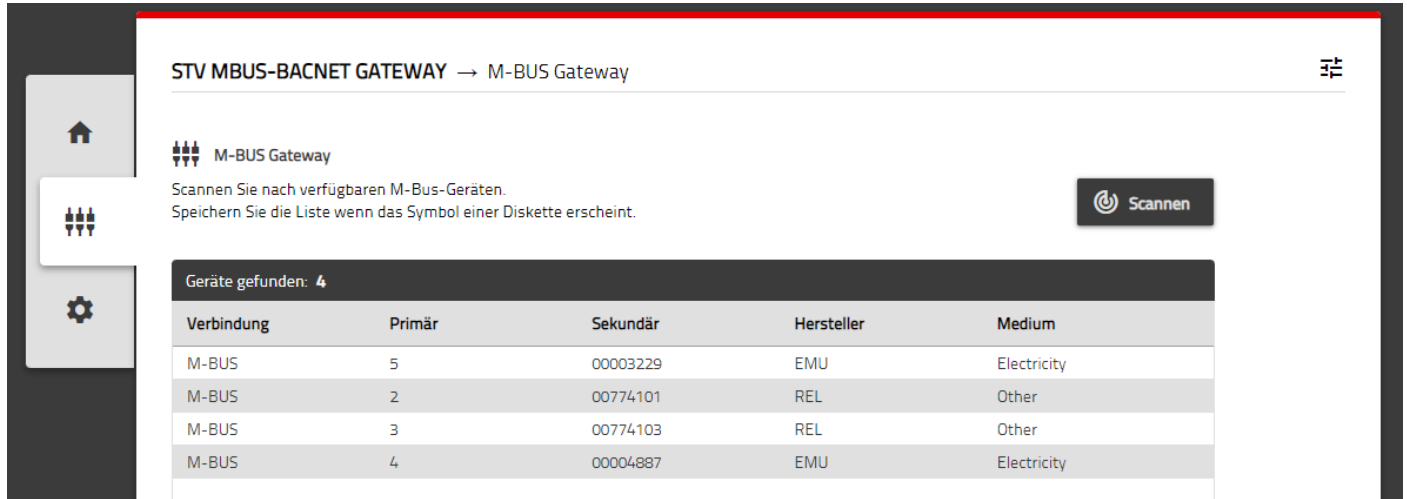 STV MBUS-BACNET GATEWAY → M-BUS Gateway
M-BUS Gateway
Scannen Sie nach verfügbaren M-Bus-Geräten.
Speichern Sie die Liste wenn das Symbol einer Diskette erscheint.
Scannen
Geräte gefunden: 4
Verbindung Primär Sekundär Hersteller Medium
M-BUS 5 00003229 EMU Electricity
M-BUS 2 00774101 REL Other
M-BUS 3 00774103 REL Other
M-BUS 4 00004887 EMU Electricity